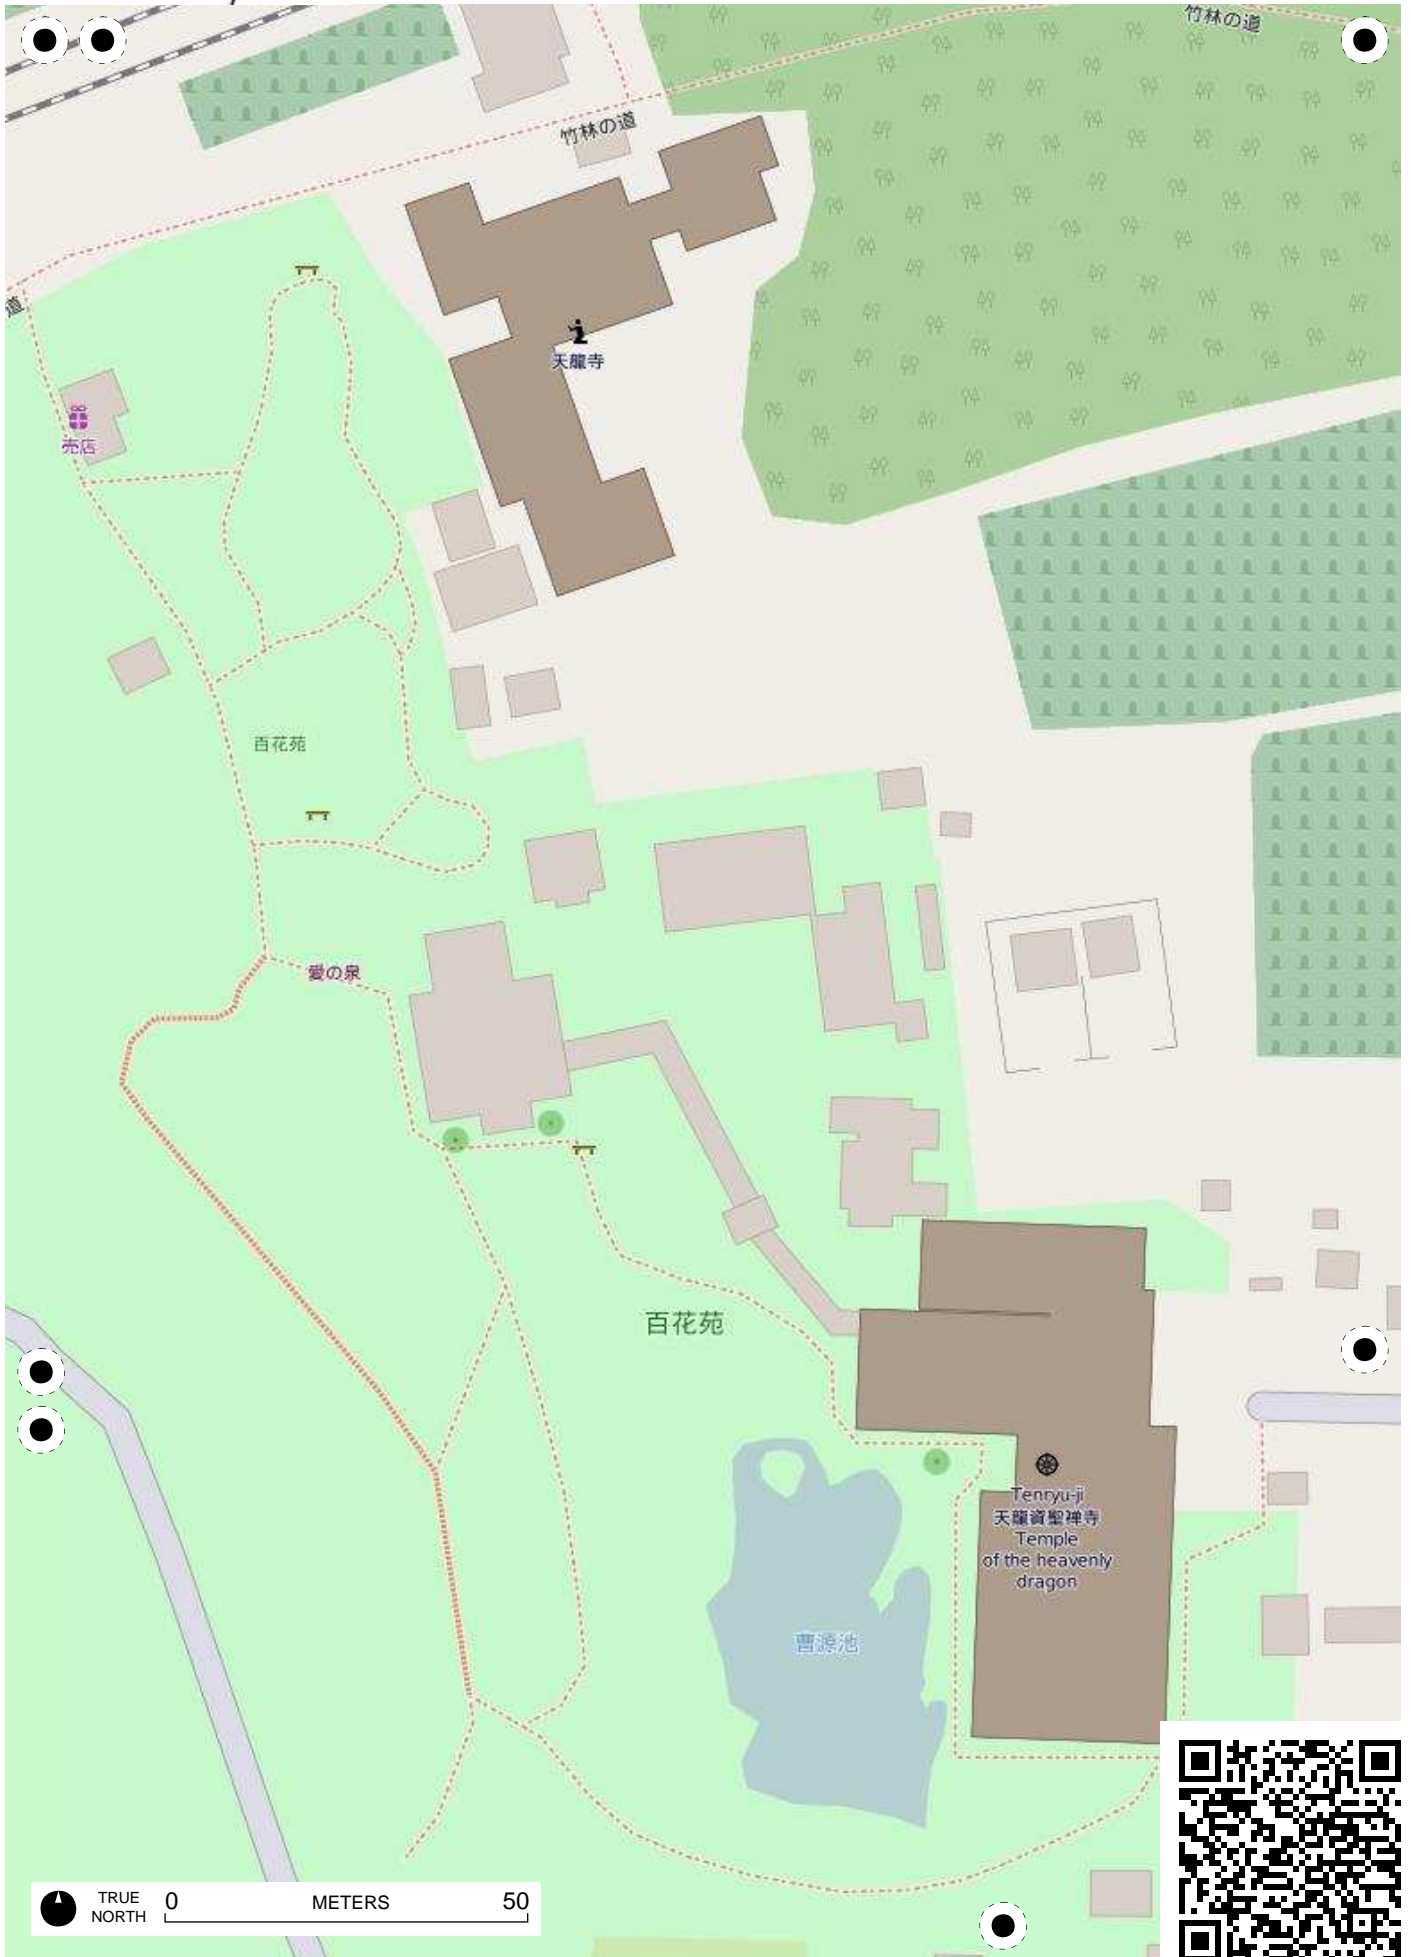 竹林の道
竹林の道
道
天龍寺
売店
百花苑
愛の泉
百花苑
Tenryu-ji
天龍資聖禅寺
Temple
of the heavenly
dragon
曹源池
TRUE
NORTH
0 METERS 50